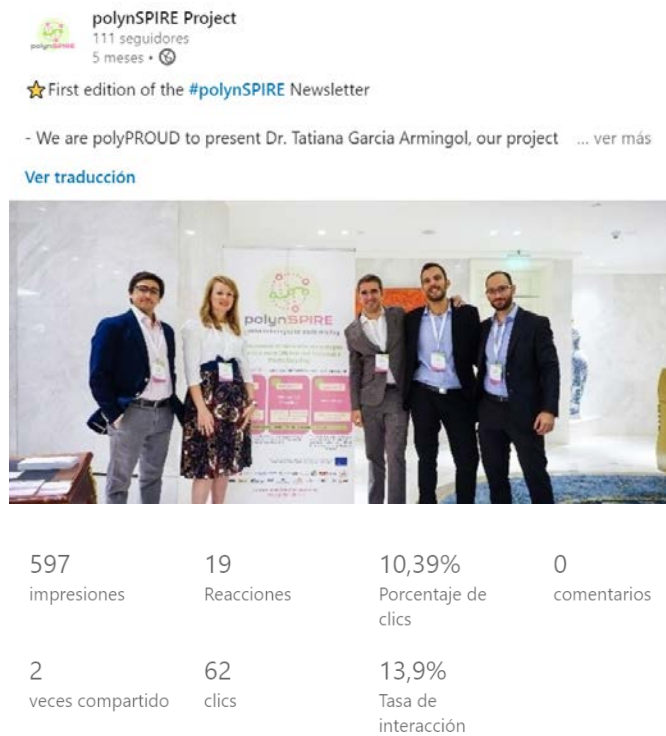 polynSPIRE Project
polynSPIRE
111 seguidores
5 meses •
First edition of the #polynSPIRE Newsletter
- We are polyPROUD to present Dr. Tatiana Garcia Armingol, our project ... ver más
Ver traducción
polynSPIRE
597
impresiones
19
Reacciones
10,39%
Porcentaje de
clics
0
comentarios
2
veces compartido
62
clics
13,9%
Tasa de
interacción